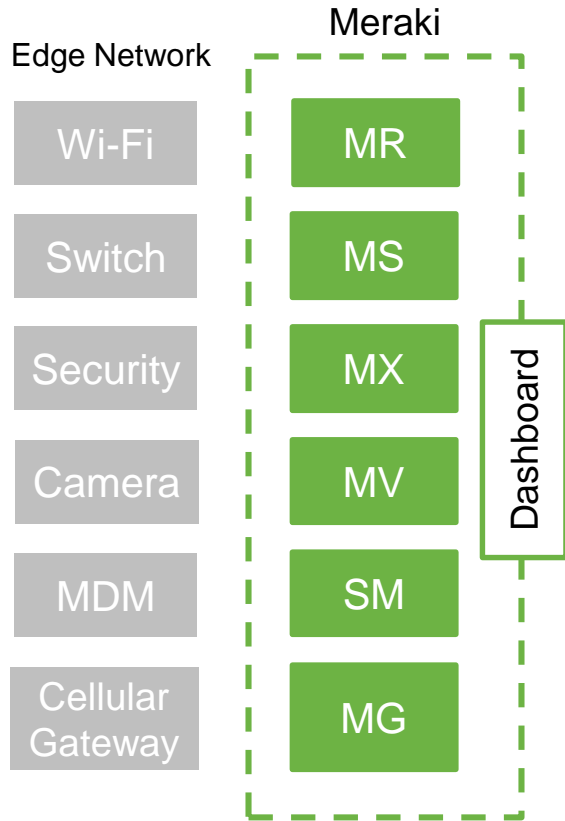 Meraki
Edge Network
Wi-Fi
MR
Switch
MS
Security
MX
Dashboard
Camera
MV
MDM
SM
Cellular
Gateway
MG